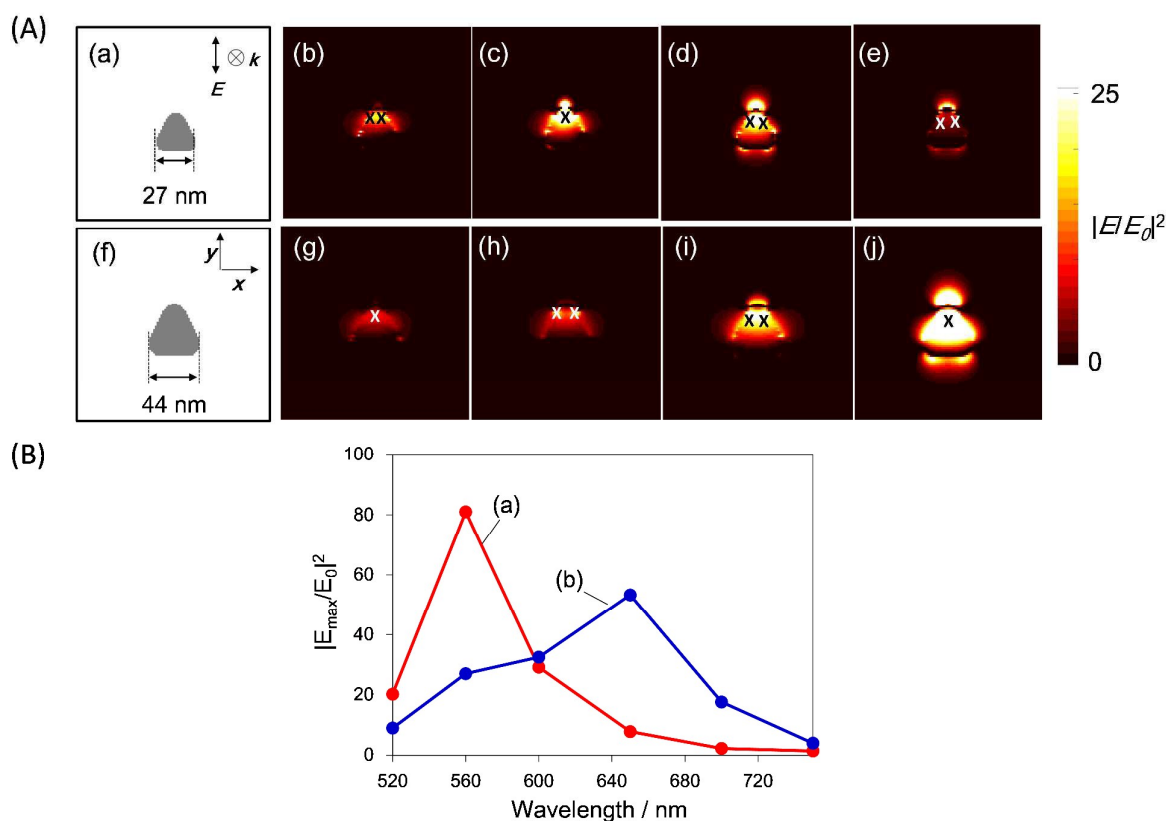 (A)
(a)
E
⊗ k
27 nm
(b)
X X
(c)
X
(d)
X X
(e)
X X
25
|E/E₀|²
0
(f)
y
x
44 nm
(g)
X
(h)
X X
(i)
X X
(j)
X
(B)
|Eₘₐₓ/E₀|²
100
80
60
40
20
0
(a)
(b)
520 560 600 640 680 720
Wavelength / nm